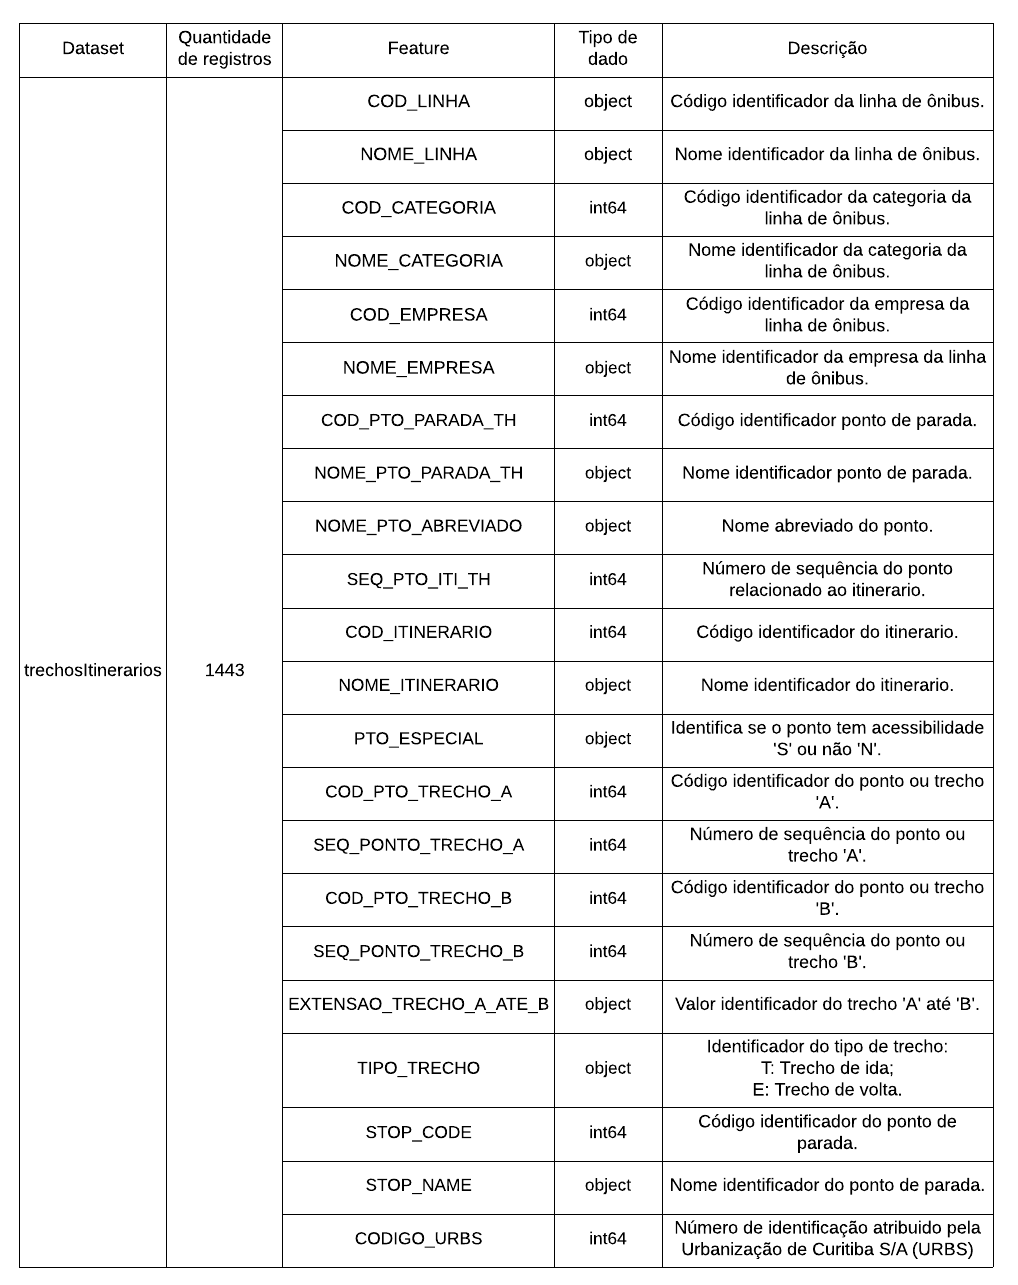 Dataset
Quantidade
de registros
Feature
Tipo de
dado
Descrição
trechosItinerarios
1443
COD_LINHA
object
Código identificador da linha de ônibus.
NOME_LINHA
object
Nome identificador da linha de ônibus.
COD_CATEGORIA
int64
Código identificador da categoria da
linha de ônibus.
NOME_CATEGORIA
object
Nome identificador da categoria da
linha de ônibus.
COD_EMPRESA
int64
Código identificador da empresa da
linha de ônibus.
NOME_EMPRESA
object
Nome identificador da empresa da linha
de ônibus.
COD_PTO_PARADA_TH
int64
Código identificador ponto de parada.
NOME_PTO_PARADA_TH
object
Nome identificador ponto de parada.
NOME_PTO_ABREVIADO
object
Nome abreviado do ponto.
SEQ_PTO_ITI_TH
int64
Número de sequência do ponto
relacionado ao itinerario.
COD_ITINERARIO
int64
Código identificador do itinerario.
NOME_ITINERARIO
object
Nome identificador do itinerario.
PTO_ESPECIAL
object
Identifica se o ponto tem acessibilidade
'S' ou não 'N'.
COD_PTO_TRECHO_A
int64
Código identificador do ponto ou trecho
'A'.
SEQ_PONTO_TRECHO_A
int64
Número de sequência do ponto ou
trecho 'A'.
COD_PTO_TRECHO_B
int64
Código identificador do ponto ou trecho
'B'.
SEQ_PONTO_TRECHO_B
int64
Número de sequência do ponto ou
trecho 'B'.
EXTENSAO_TRECHO_A_ATE_B
object
Valor identificador do trecho 'A' até 'B'.
TIPO_TRECHO
object
Identificador do tipo de trecho:
T: Trecho de ida;
E: Trecho de volta.
STOP_CODE
int64
Código identificador do ponto de
parada.
STOP_NAME
object
Nome identificador do ponto de parada.
CODIGO_URBS
int64
Número de identificação atribuido pela
Urbanização de Curitiba S/A (URBS)